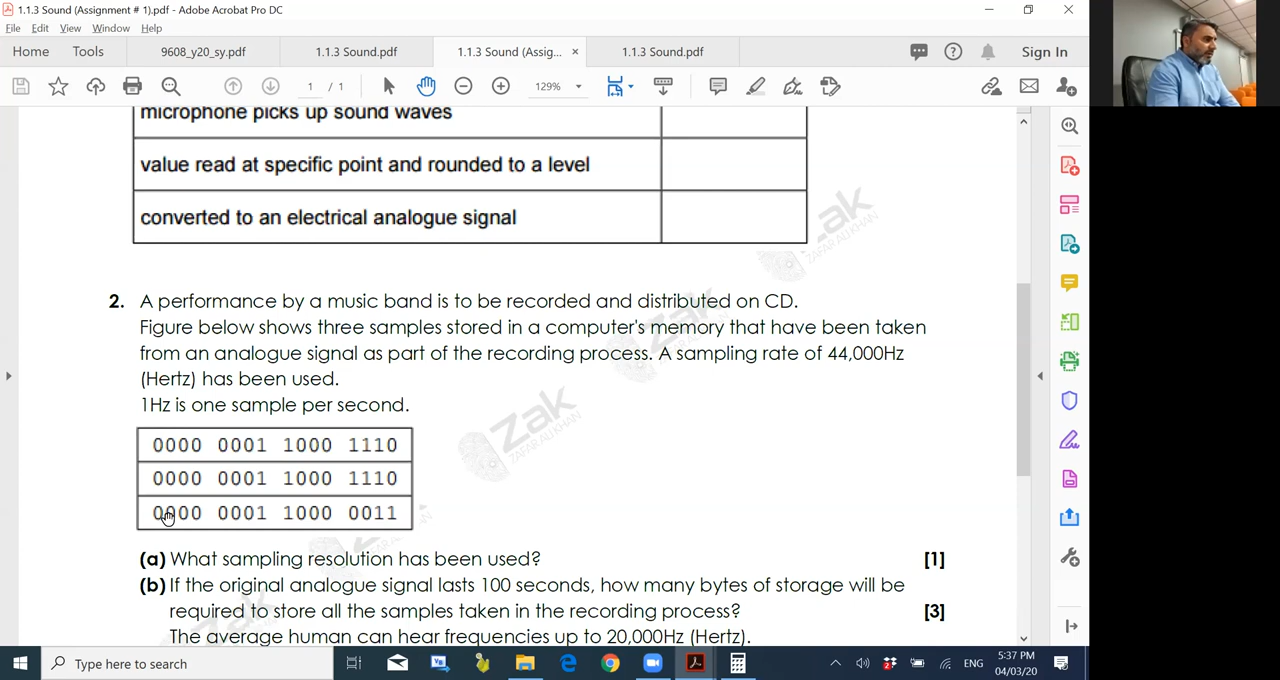 1.1.3 Sound (Assignment # 1).pdf - Adobe Acrobat Pro DC
File Edit View Window Help
Home Tools 9608_y20_sy.pdf 1.1.3 Sound.pdf 1.1.3 Sound (Assig... × 1.1.3 Sound.pdf Sign In
1 / 1 129%
microphone picks up sound waves
value read at specific point and rounded to a level
converted to an electrical analogue signal
zak
ZAFAR ALI KHAN
2. A performance by a music band is to be recorded and distributed on CD.
Figure below shows three samples stored in a computer's memory that have been taken
from an analogue signal as part of the recording process. A sampling rate of 44,000Hz
(Hertz) has been used.
1Hz is one sample per second.
0000 0001 1000 1110
0000 0001 1000 1110
0000 0001 1000 0011
zak
ZAFAR ALI KHAN
(a) What sampling resolution has been used? [1]
(b) If the original analogue signal lasts 100 seconds, how many bytes of storage will be
required to store all the samples taken in the recording process? [3]
The average human can hear frequencies up to 20,000Hz (Hertz).
Type here to search
ENG
5:37 PM
04/03/20